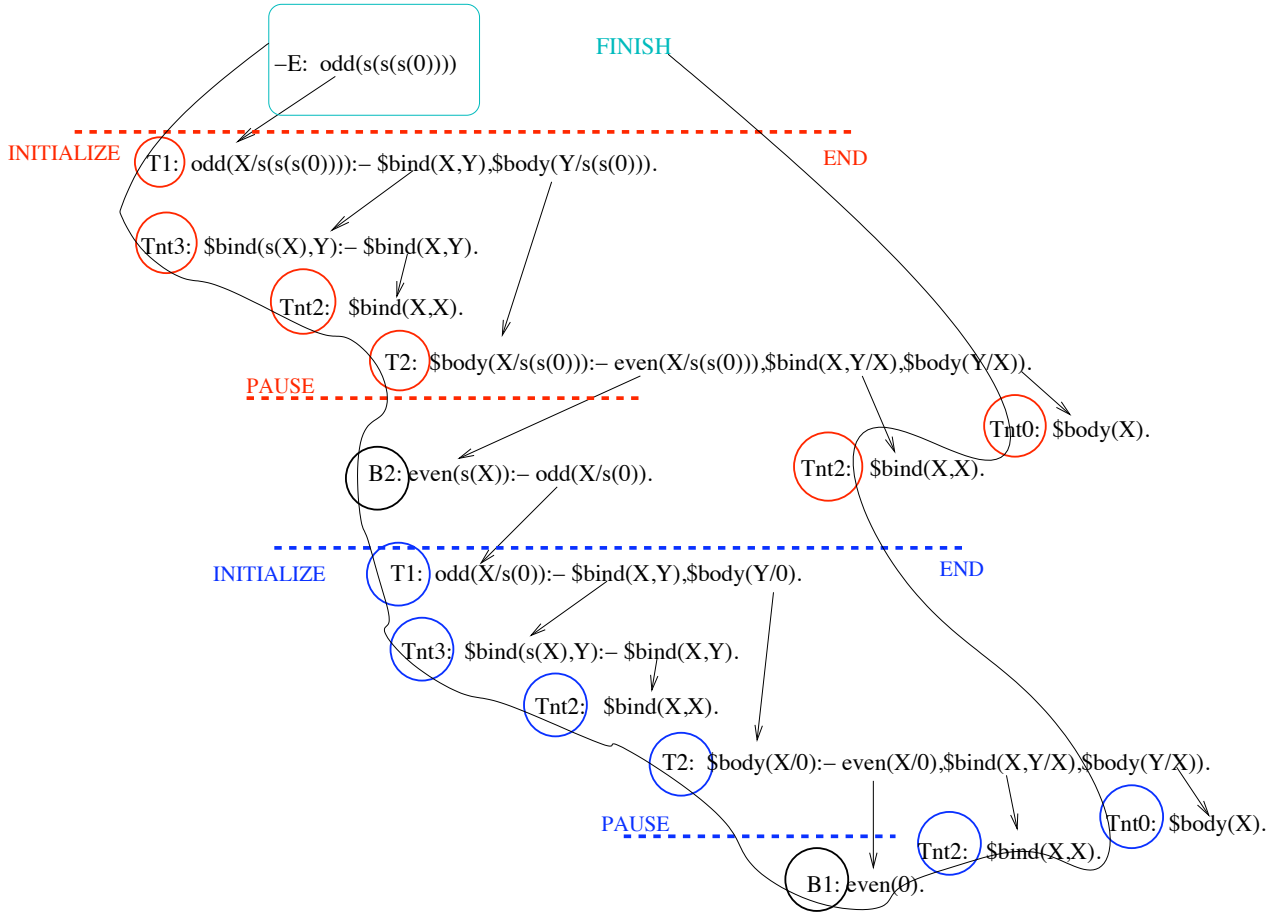 FINISH
–E: odd(s(s(s(0))))
INITIALIZE
END
T1: odd(X/s(s(s(0)))):– $bind(X,Y),$body(Y/s(s(0))).
Tnt3: $bind(s(X),Y):– $bind(X,Y).
Tnt2: $bind(X,X).
T2: $body(X/s(s(0))):– even(X/s(s(0))),$bind(X,Y/X),$body(Y/X)).
PAUSE
Tnt0: $body(X).
B2: even(s(X)):– odd(X/s(0)).
Tnt2: $bind(X,X).
INITIALIZE
END
T1: odd(X/s(0)):– $bind(X,Y),$body(Y/0).
Tnt3: $bind(s(X),Y):– $bind(X,Y).
Tnt2: $bind(X,X).
T2: $body(X/0):– even(X/0),$bind(X,Y/X),$body(Y/X)).
PAUSE
Tnt0: $body(X).
Tnt2: $bind(X,X).
B1: even(0).